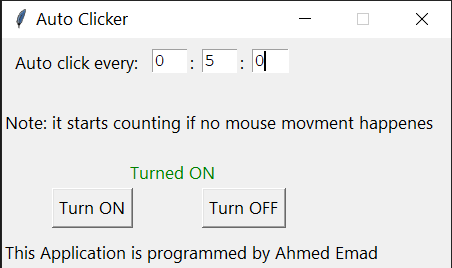 Auto Clicker
Auto click every: 0 : 5 : 0
Note: it starts counting if no mouse movment happenes
Turned ON
Turn ON Turn OFF
This Application is programmed by Ahmed Emad